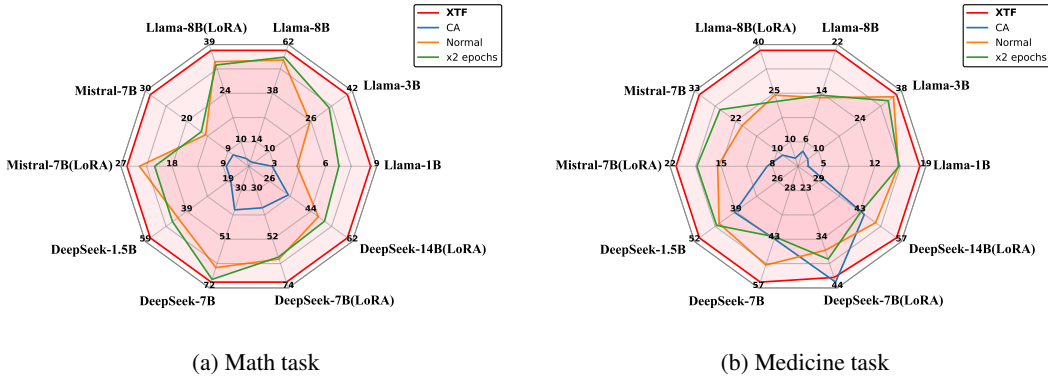 XTF
CA
Normal
x2 epochs
Llama-8B(LoRA)
Llama-8B
39
62
Mistral-7B
30
42
Llama-3B
24
38
20
26
Mistral-7B(LoRA)
27
18
9
9
10
14
10
3
6
9
Llama-1B
19
30
30
26
39
44
DeepSeek-1.5B
59
51
52
62
DeepSeek-14B(LoRA)
DeepSeek-7B
72
74
DeepSeek-7B(LoRA)
(a) Math task
XTF
CA
Normal
x2 epochs
Llama-8B(LoRA)
Llama-8B
40
22
Mistral-7B
33
38
Llama-3B
25
14
22
24
Mistral-7B(LoRA)
22
15
8
10
10
6
10
5
12
19
Llama-1B
26
28
23
29
39
43
DeepSeek-1.5B
52
43
34
57
DeepSeek-14B(LoRA)
DeepSeek-7B
57
44
DeepSeek-7B(LoRA)
(b) Medicine task